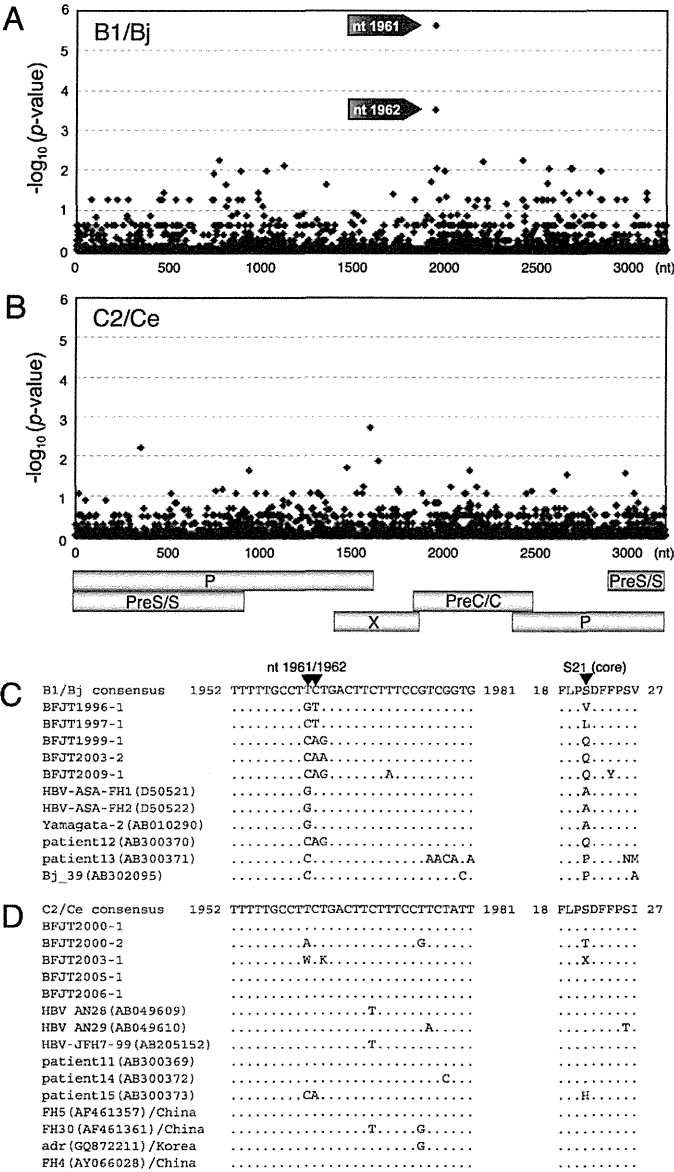 A
B1/Bj
nt 1961
nt 1962
-log10 (p-value)
6
5
4
3
2
1
0
0 500 1000 1500 2000 2500 3000 (nt)
B
C2/Ce
-log10 (p-value)
6
5
4
3
2
1
0
0 500 1000 1500 2000 2500 3000 (nt)
P PreS/S
PreS/S PreC/C
X P
nt 1961/1962 S21 (core)
C
B1/Bj consensus 1952 TTTTTGCCTTCTGACTTCTTTCCGTCGGTG 1981 18 FLPSDFFPSV 27
BFJT1996-1 .........GT................... ...V......
BFJT1997-1 .........CT................... ...L......
BFJT1999-1 .........CAG.................. ...Q......
BFJT2003-2 .........CAA.................. ...Q......
BFJT2009-1 .........CAG.......A.......... ...Q..Y...
HBV-ASA-FH1(D50521) .........G.................... ...A......
HBV-ASA-FH2(D50522) .........G.................... ...A......
Yamagata-2(AB010290) .........G.................... ...A......
patient12(AB300370) .........CAG.................. ...Q......
patient13(AB300371) .........C..............AACA.A ...P....NM
Bj_39(AB302095) .........C..................C. ...P.....A
D
C2/Ce consensus 1952 TTTTTGCCTTCTGACTTCTTTCCTTCTATT 1981 18 FLPSDFFPSI 27
BFJT2000-1 .............................. ..........
BFJT2000-2 .........A.............G...... ...T......
BFJT2003-1 .........W.K.................. ...X......
BFJT2005-1 .............................. ..........
BFJT2006-1 .............................. ..........
HBV AN28(AB049609) .................T............ ..........
HBV AN29(AB049610) ........................A..... ........T.
HBV-JFH7-99(AB205152) .................T............ ..........
patient11(AB300369) .............................. ..........
patient14(AB300372) ..........................C... ..........
patient15(AB300373) .........CA................... ...H......
FH5(AF461357)/China .............................. ..........
FH30(AF461361)/China .................T.....G...... ..........
adr(GQ872211)/Korea .......................G...... ..........
FH4(AY066028)/China .............................. ..........